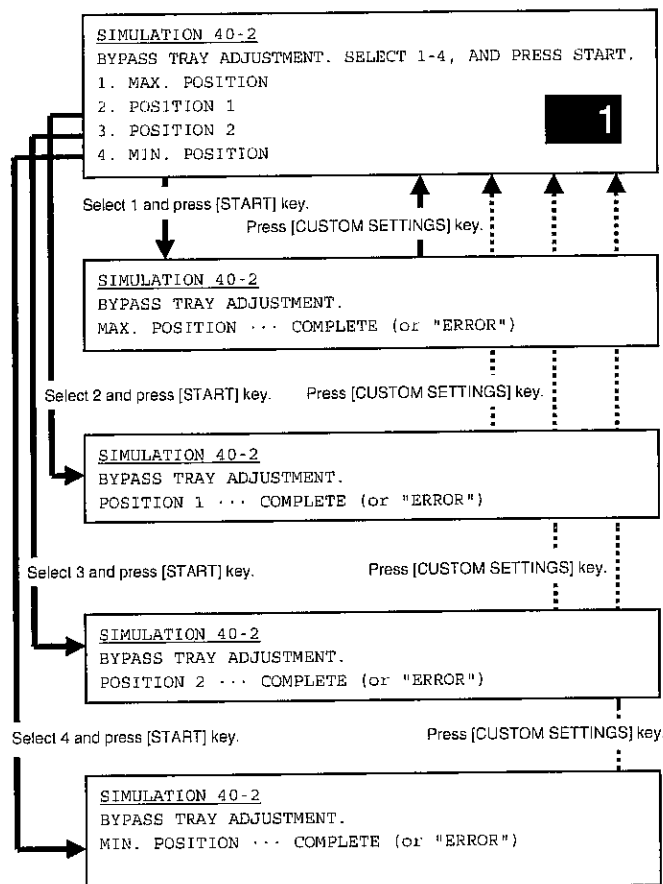 SIMULATION 40-2
BYPASS TRAY ADJUSTMENT. SELECT 1-4, AND PRESS START.
1. MAX. POSITION
2. POSITION 1
3. POSITION 2
4. MIN. POSITION
1
Select 1 and press [START] key.
Press [CUSTOM SETTINGS] key.
SIMULATION 40-2
BYPASS TRAY ADJUSTMENT.
MAX. POSITION ··· COMPLETE (or "ERROR")
Select 2 and press [START] key.
Press [CUSTOM SETTINGS] key.
SIMULATION 40-2
BYPASS TRAY ADJUSTMENT.
POSITION 1 ··· COMPLETE (or "ERROR")
Select 3 and press [START] key.
Press [CUSTOM SETTINGS] key.
SIMULATION 40-2
BYPASS TRAY ADJUSTMENT.
POSITION 2 ··· COMPLETE (or "ERROR")
Select 4 and press [START] key.
Press [CUSTOM SETTINGS] key
SIMULATION 40-2
BYPASS TRAY ADJUSTMENT.
MIN. POSITION ··· COMPLETE (or "ERROR")